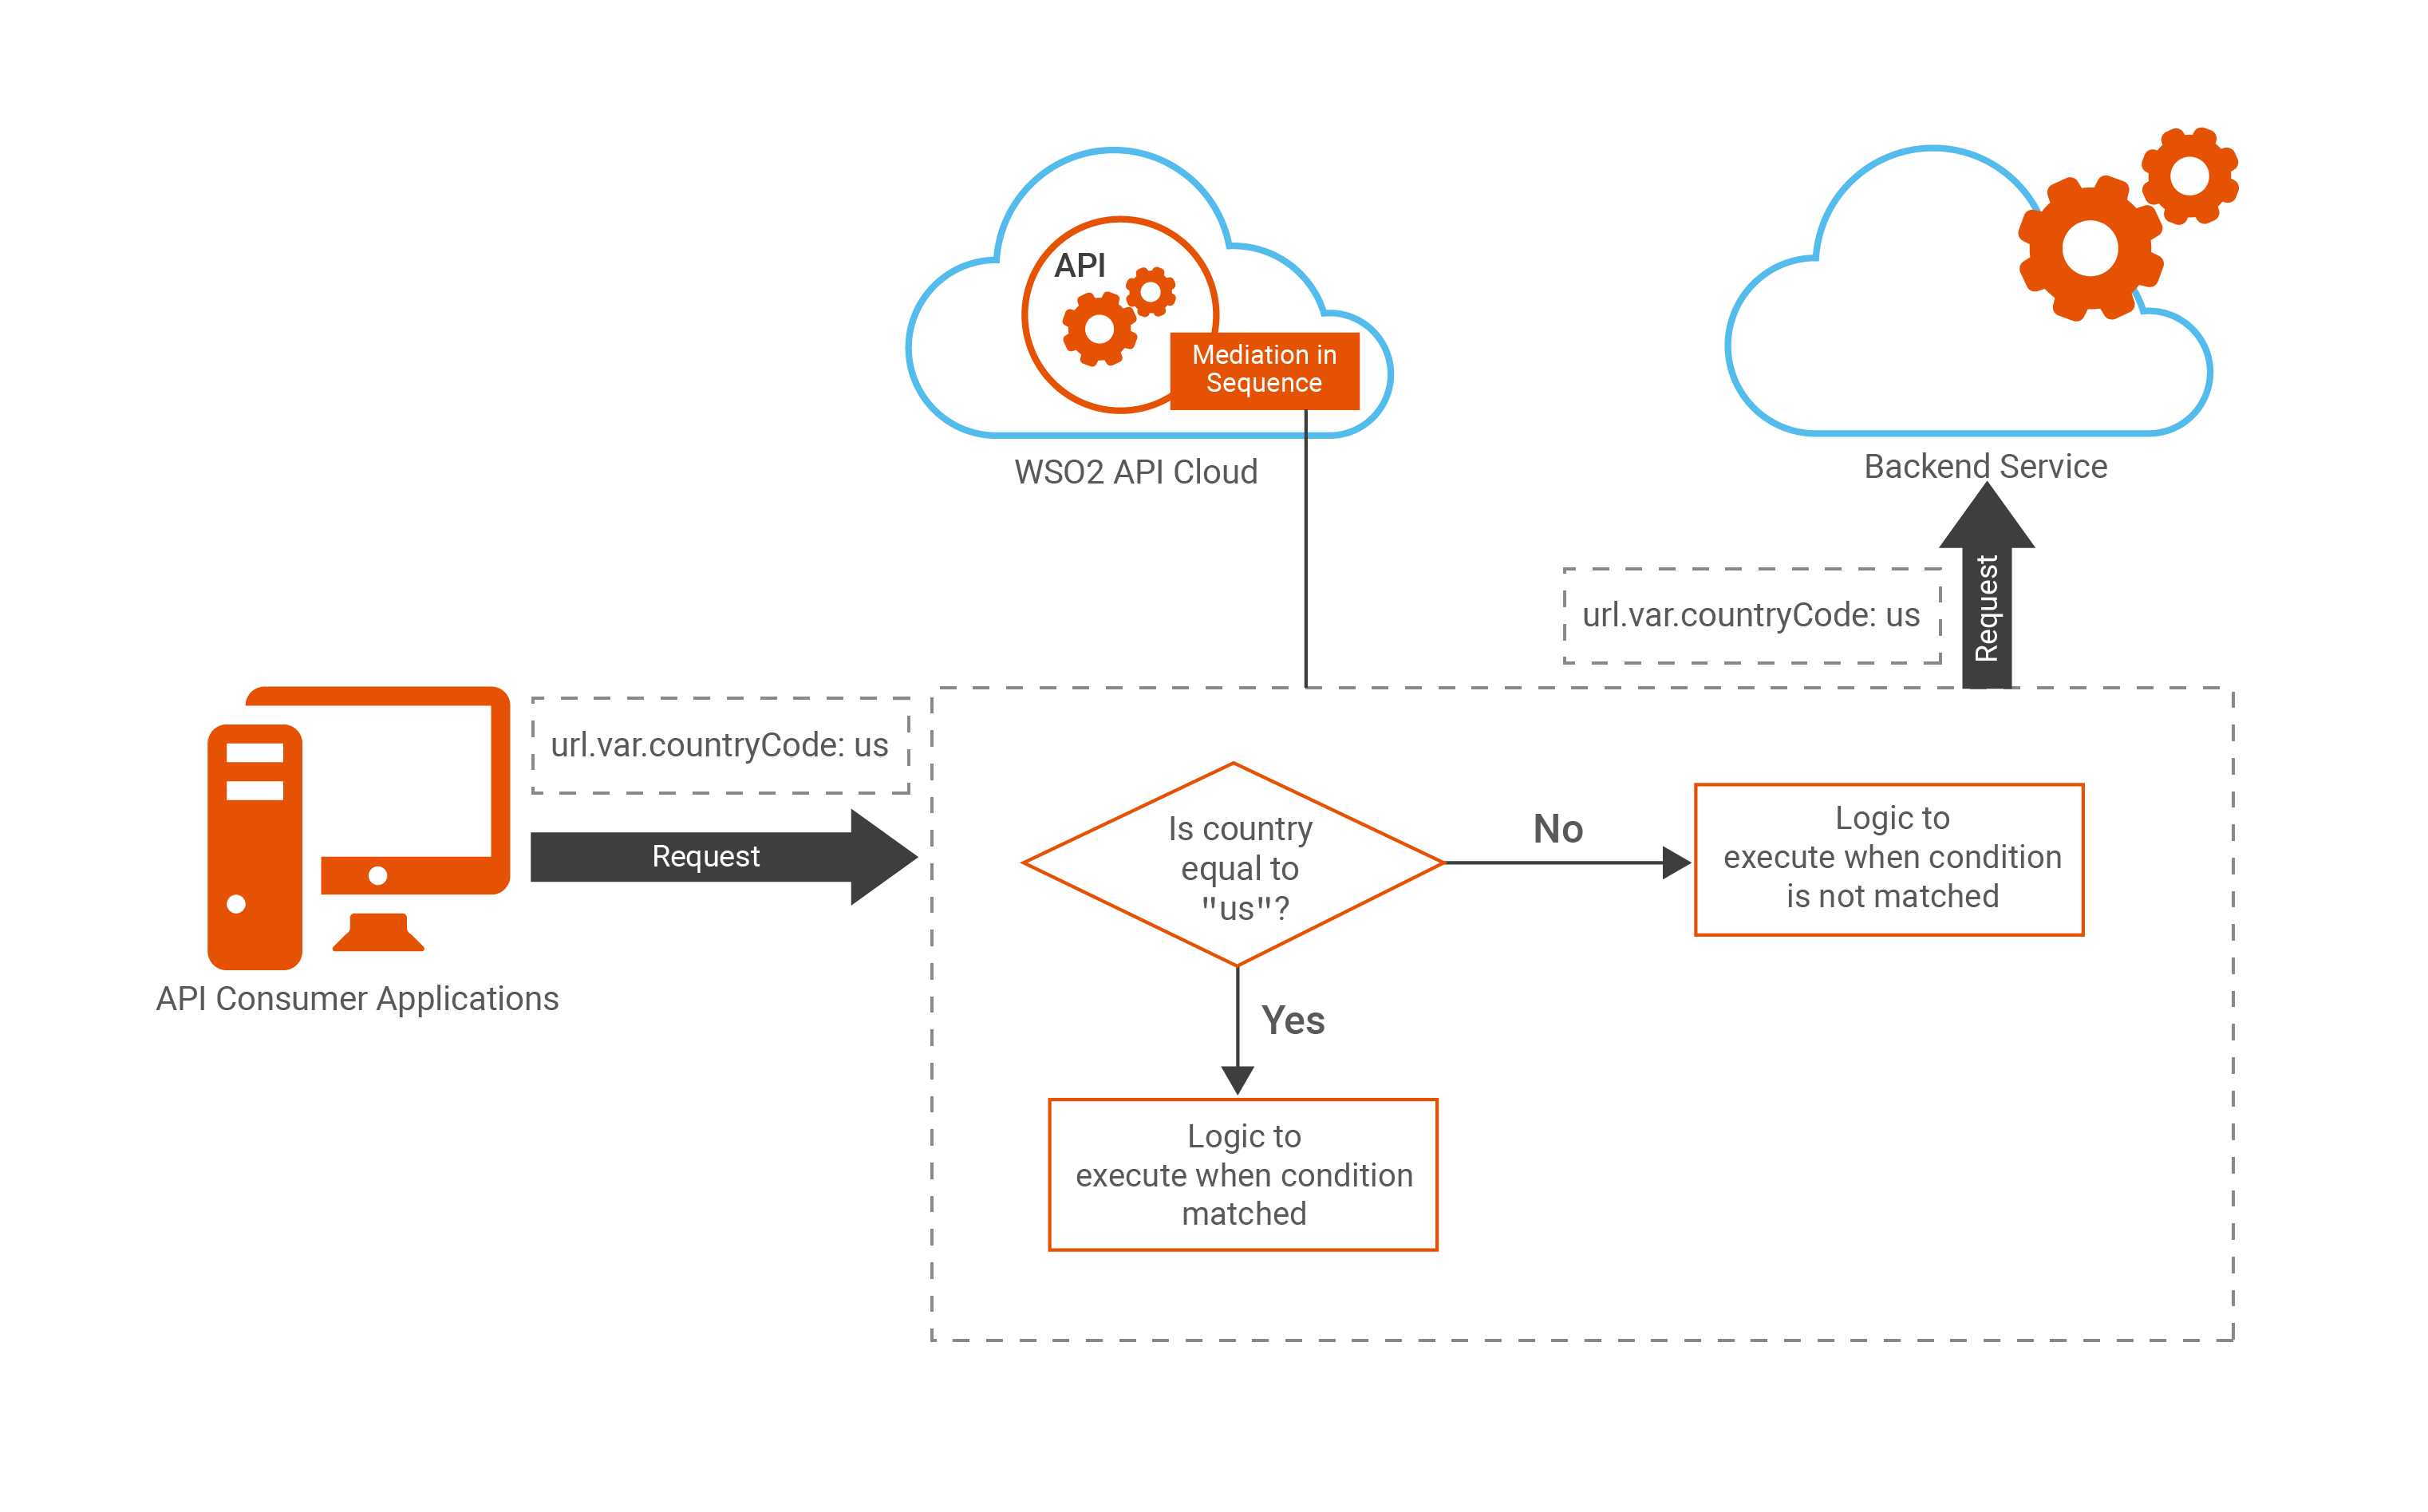 API
Mediation in
Sequence
WSO2 API Cloud
Backend Service
Request
url.var.countryCode: us
url.var.countryCode: us
Request
API Consumer Applications
Is country
equal to
"us"?
No
Logic to
execute when condition
is not matched
Yes
Logic to
execute when condition
matched